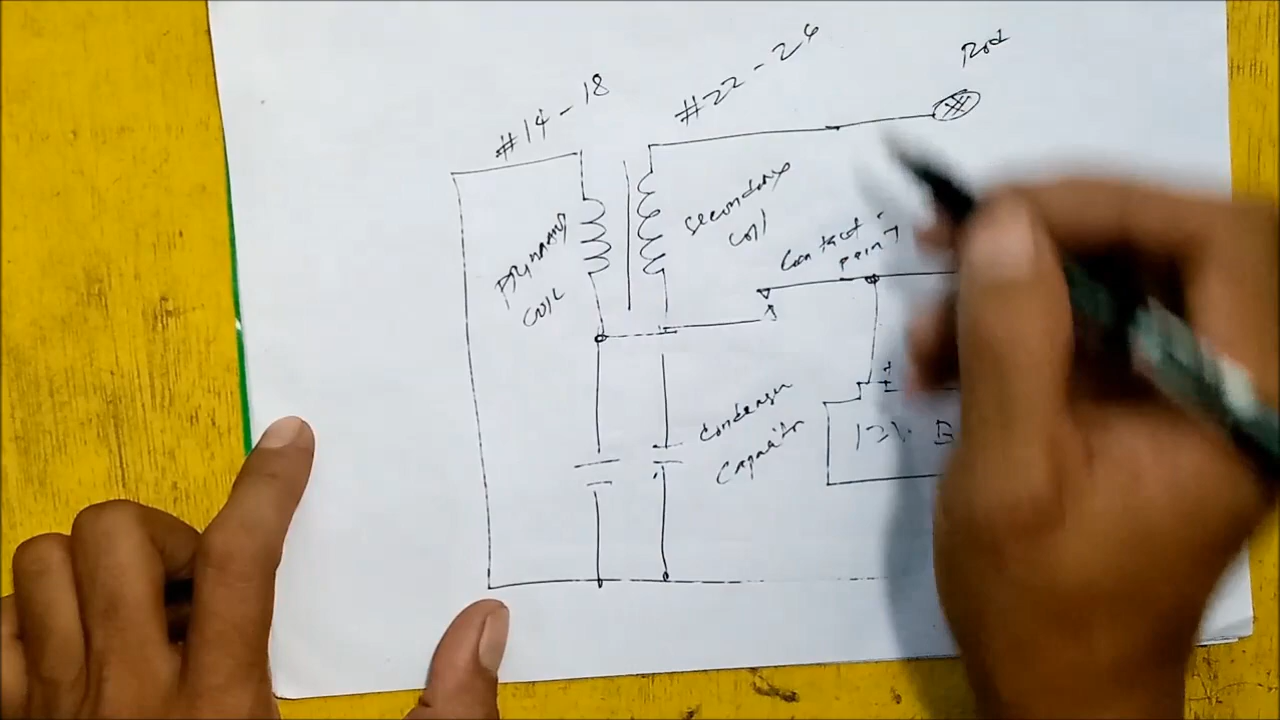 Rod
#22-24
#14-18
Secondary
Coil
Primary
Coil
Contact
point
+
Condenser
Capacitor
12V. B